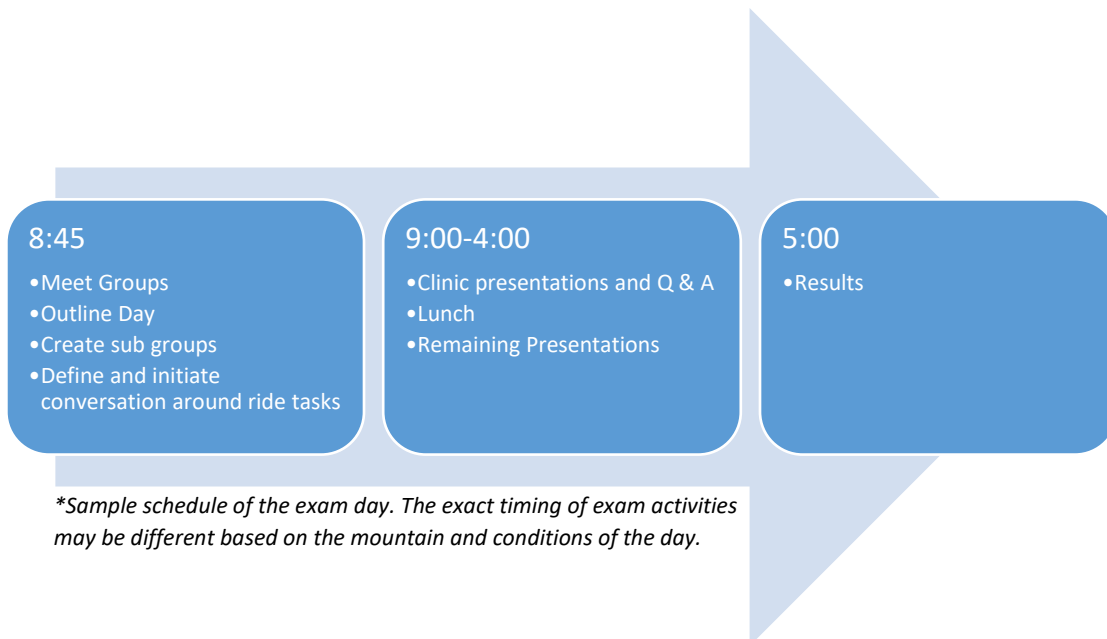 8:45
•Meet Groups
•Outline Day
•Create sub groups
•Define and initiate
conversation around ride tasks
9:00-4:00
•Clinic presentations and Q & A
•Lunch
•Remaining Presentations
5:00
•Results
*Sample schedule of the exam day. The exact timing of exam activities
may be different based on the mountain and conditions of the day.